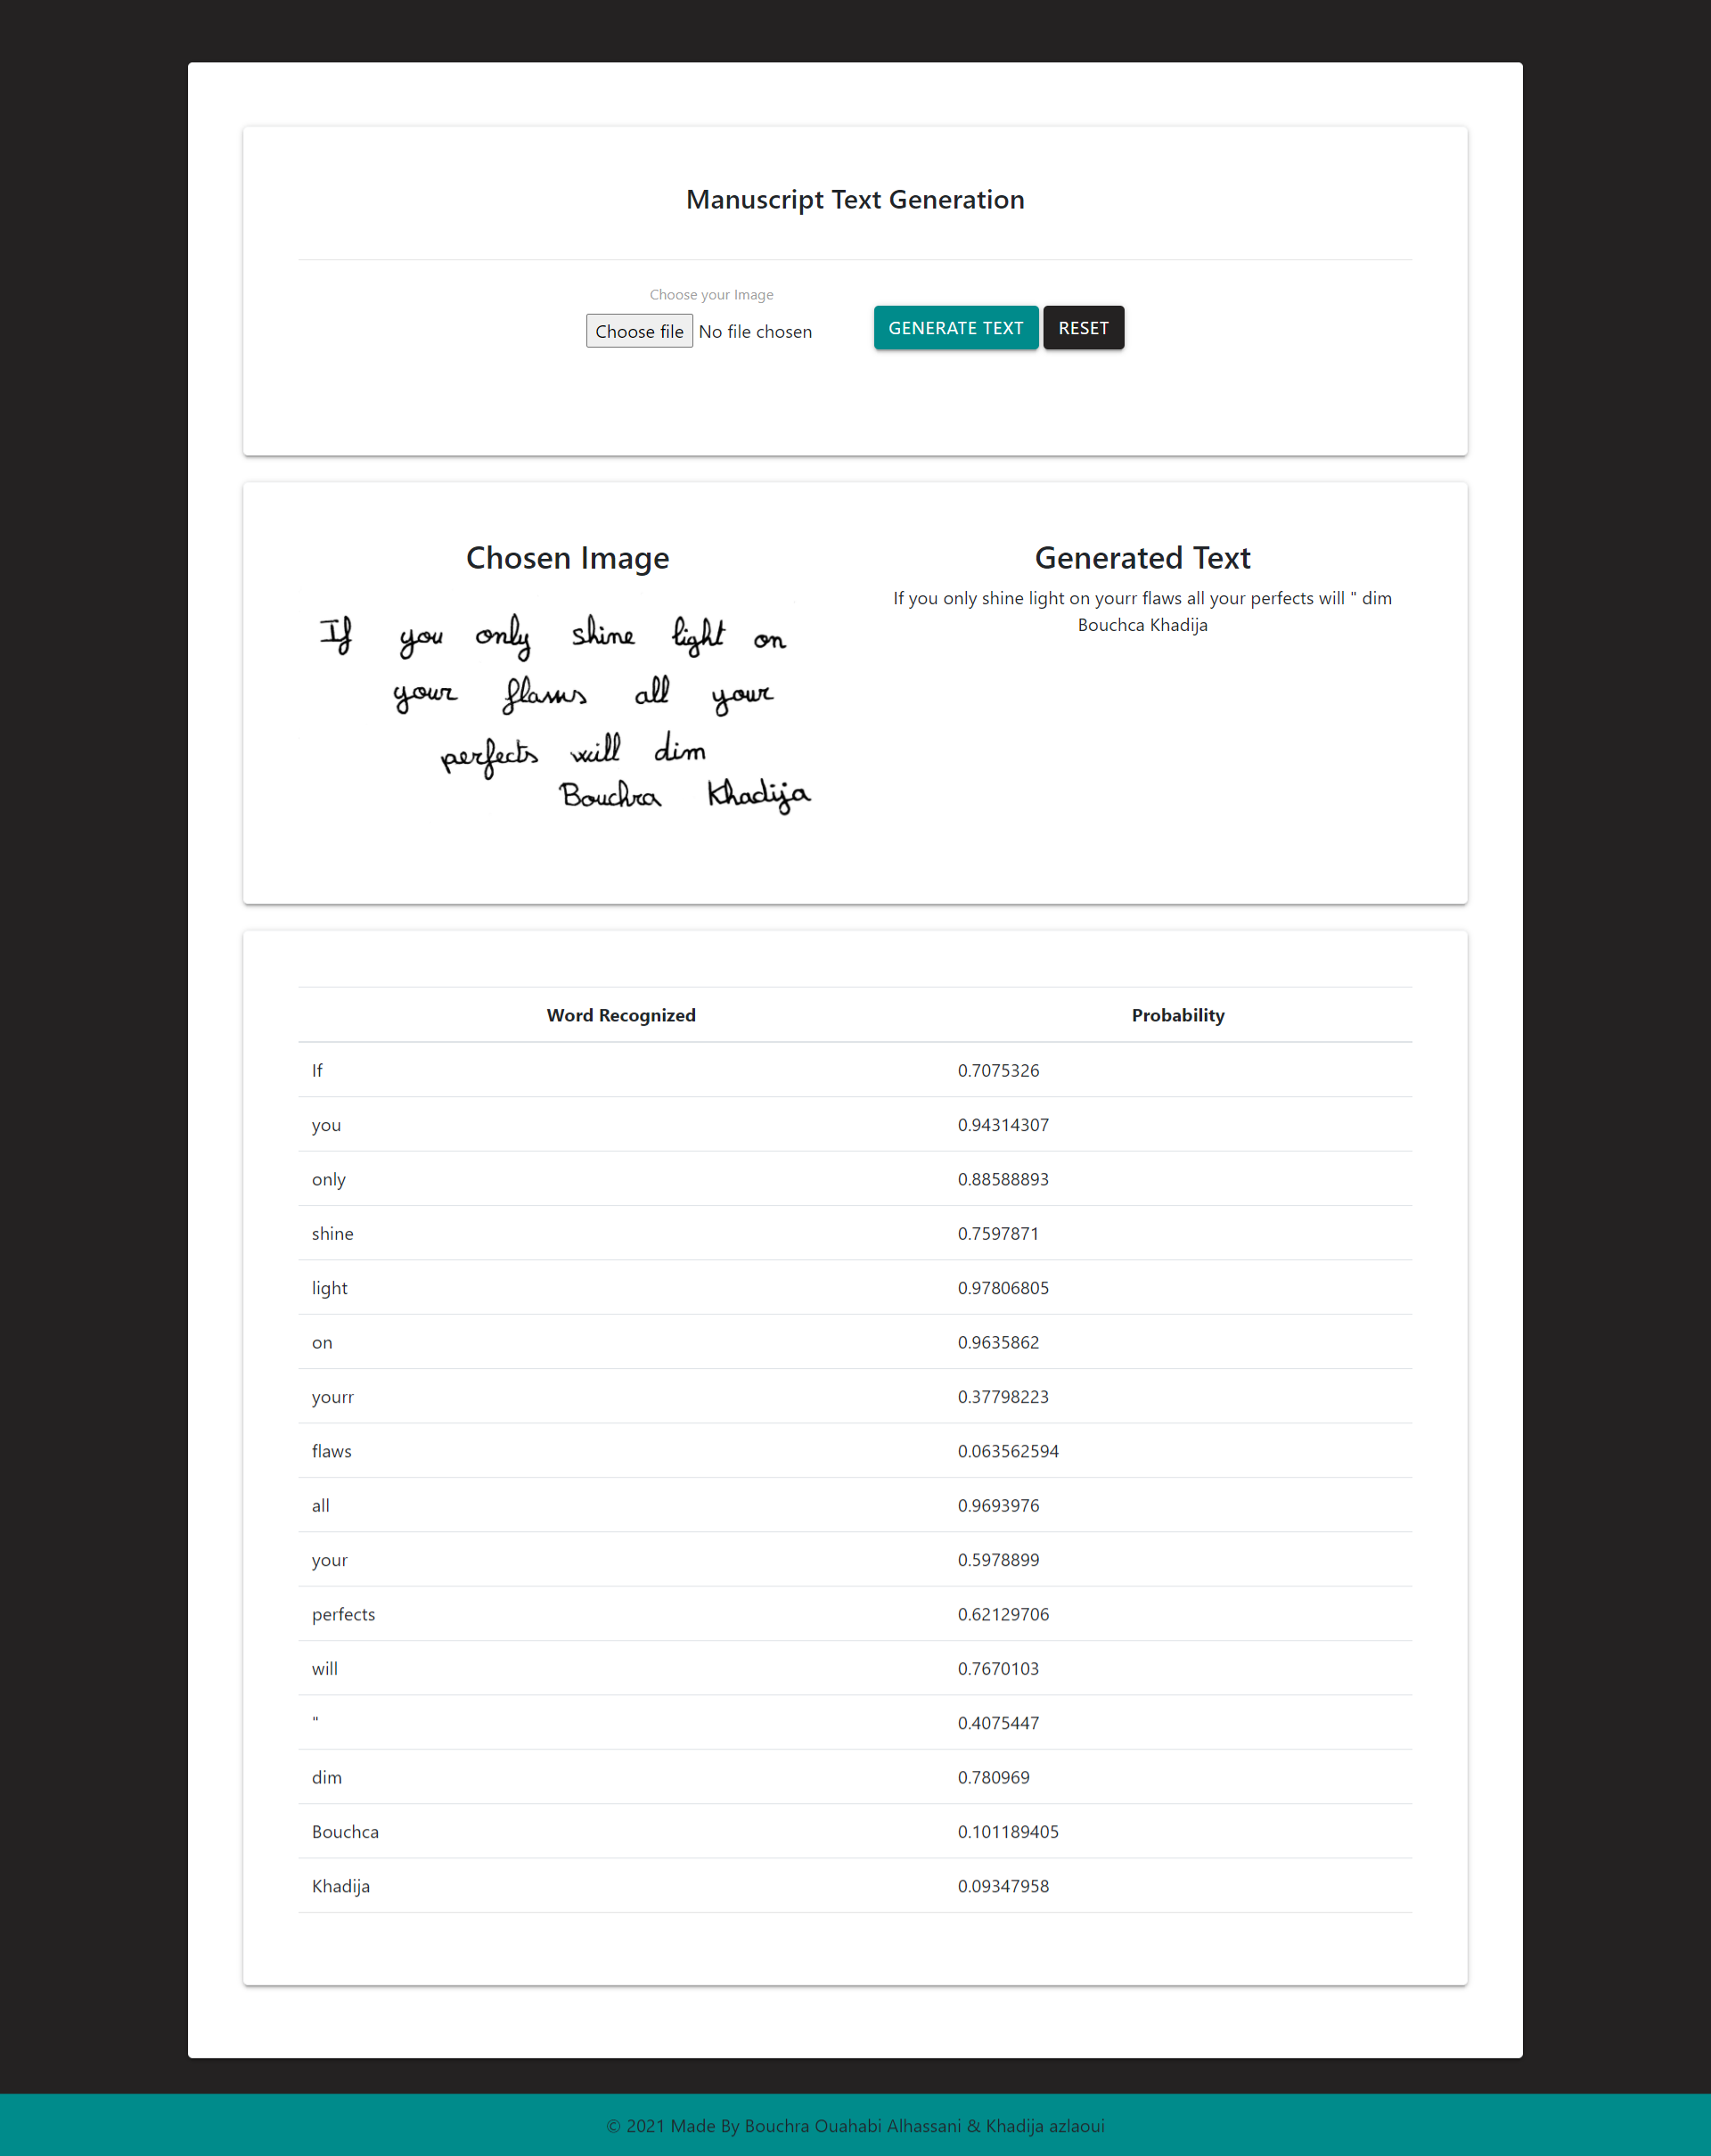 Manuscript Text Generation
Choose your Image
Choose file No file chosen
GENERATE TEXT RESET
Chosen Image
If you only shine light on
your flaws all your
perfects will dim
Bouchra Khadija
Generated Text
If you only shine light on yourr flaws all your perfects will " dim
Bouchca Khadija
Word Recognized Probability
If 0.7075326
you 0.94314307
only 0.88588893
shine 0.7597871
light 0.97806805
on 0.9635862
yourr 0.37798223
flaws 0.063562594
all 0.9693976
your 0.5978899
perfects 0.62129706
will 0.7670103
" 0.4075447
dim 0.780969
Bouchca 0.101189405
Khadija 0.09347958
© 2021 Made By Bouchra Ouahabi Alhassani & Khadija azlaoui